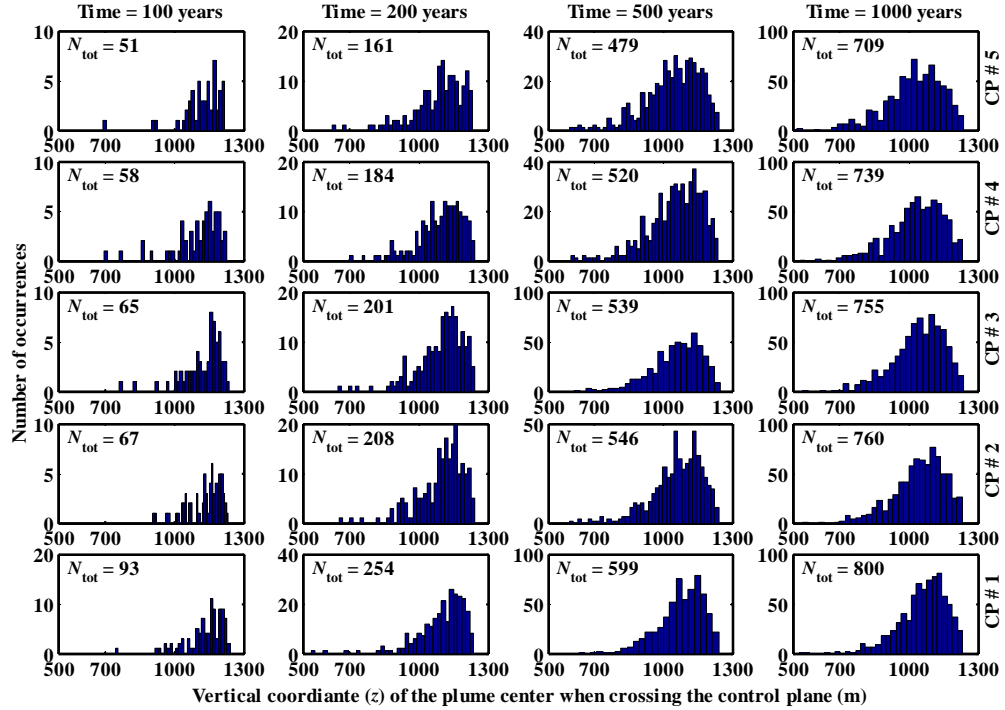 Time = 100 years Time = 200 years Time = 500 years Time = 1000 years
10 20 40 100
N_tot = 51 N_tot = 161 N_tot = 479 N_tot = 709
5 10 20 50
CP # 5
0 0 0 0
500 700 1000 1300 500 700 1000 1300 500 700 1000 1300 500 700 1000 1300
10 20 40 100
N_tot = 58 N_tot = 184 N_tot = 520 N_tot = 739
5 10 20 50
CP # 4
0 0 0 0
500 700 1000 1300 500 700 1000 1300 500 700 1000 1300 500 700 1000 1300
10 20 100 100
N_tot = 65 N_tot = 201 N_tot = 539 N_tot = 755
5 10 50 50
CP # 3
0 0 0 0
500 700 1000 1300 500 700 1000 1300 500 700 1000 1300 500 700 1000 1300
10 20 50 100
N_tot = 67 N_tot = 208 N_tot = 546 N_tot = 760
5 10 50
CP # 2
0 0 0 0
500 700 1000 1300 500 700 1000 1300 500 700 1000 1300 500 700 1000 1300
20 40 100 100
N_tot = 93 N_tot = 254 N_tot = 599 N_tot = 800
10 20 50 50
CP # 1
0 0 0 0
500 700 1000 1300 500 700 1000 1300 500 700 1000 1300 500 700 1000 1300
Number of occurrences
Vertical coordiante (z) of the plume center when crossing the control plane (m)